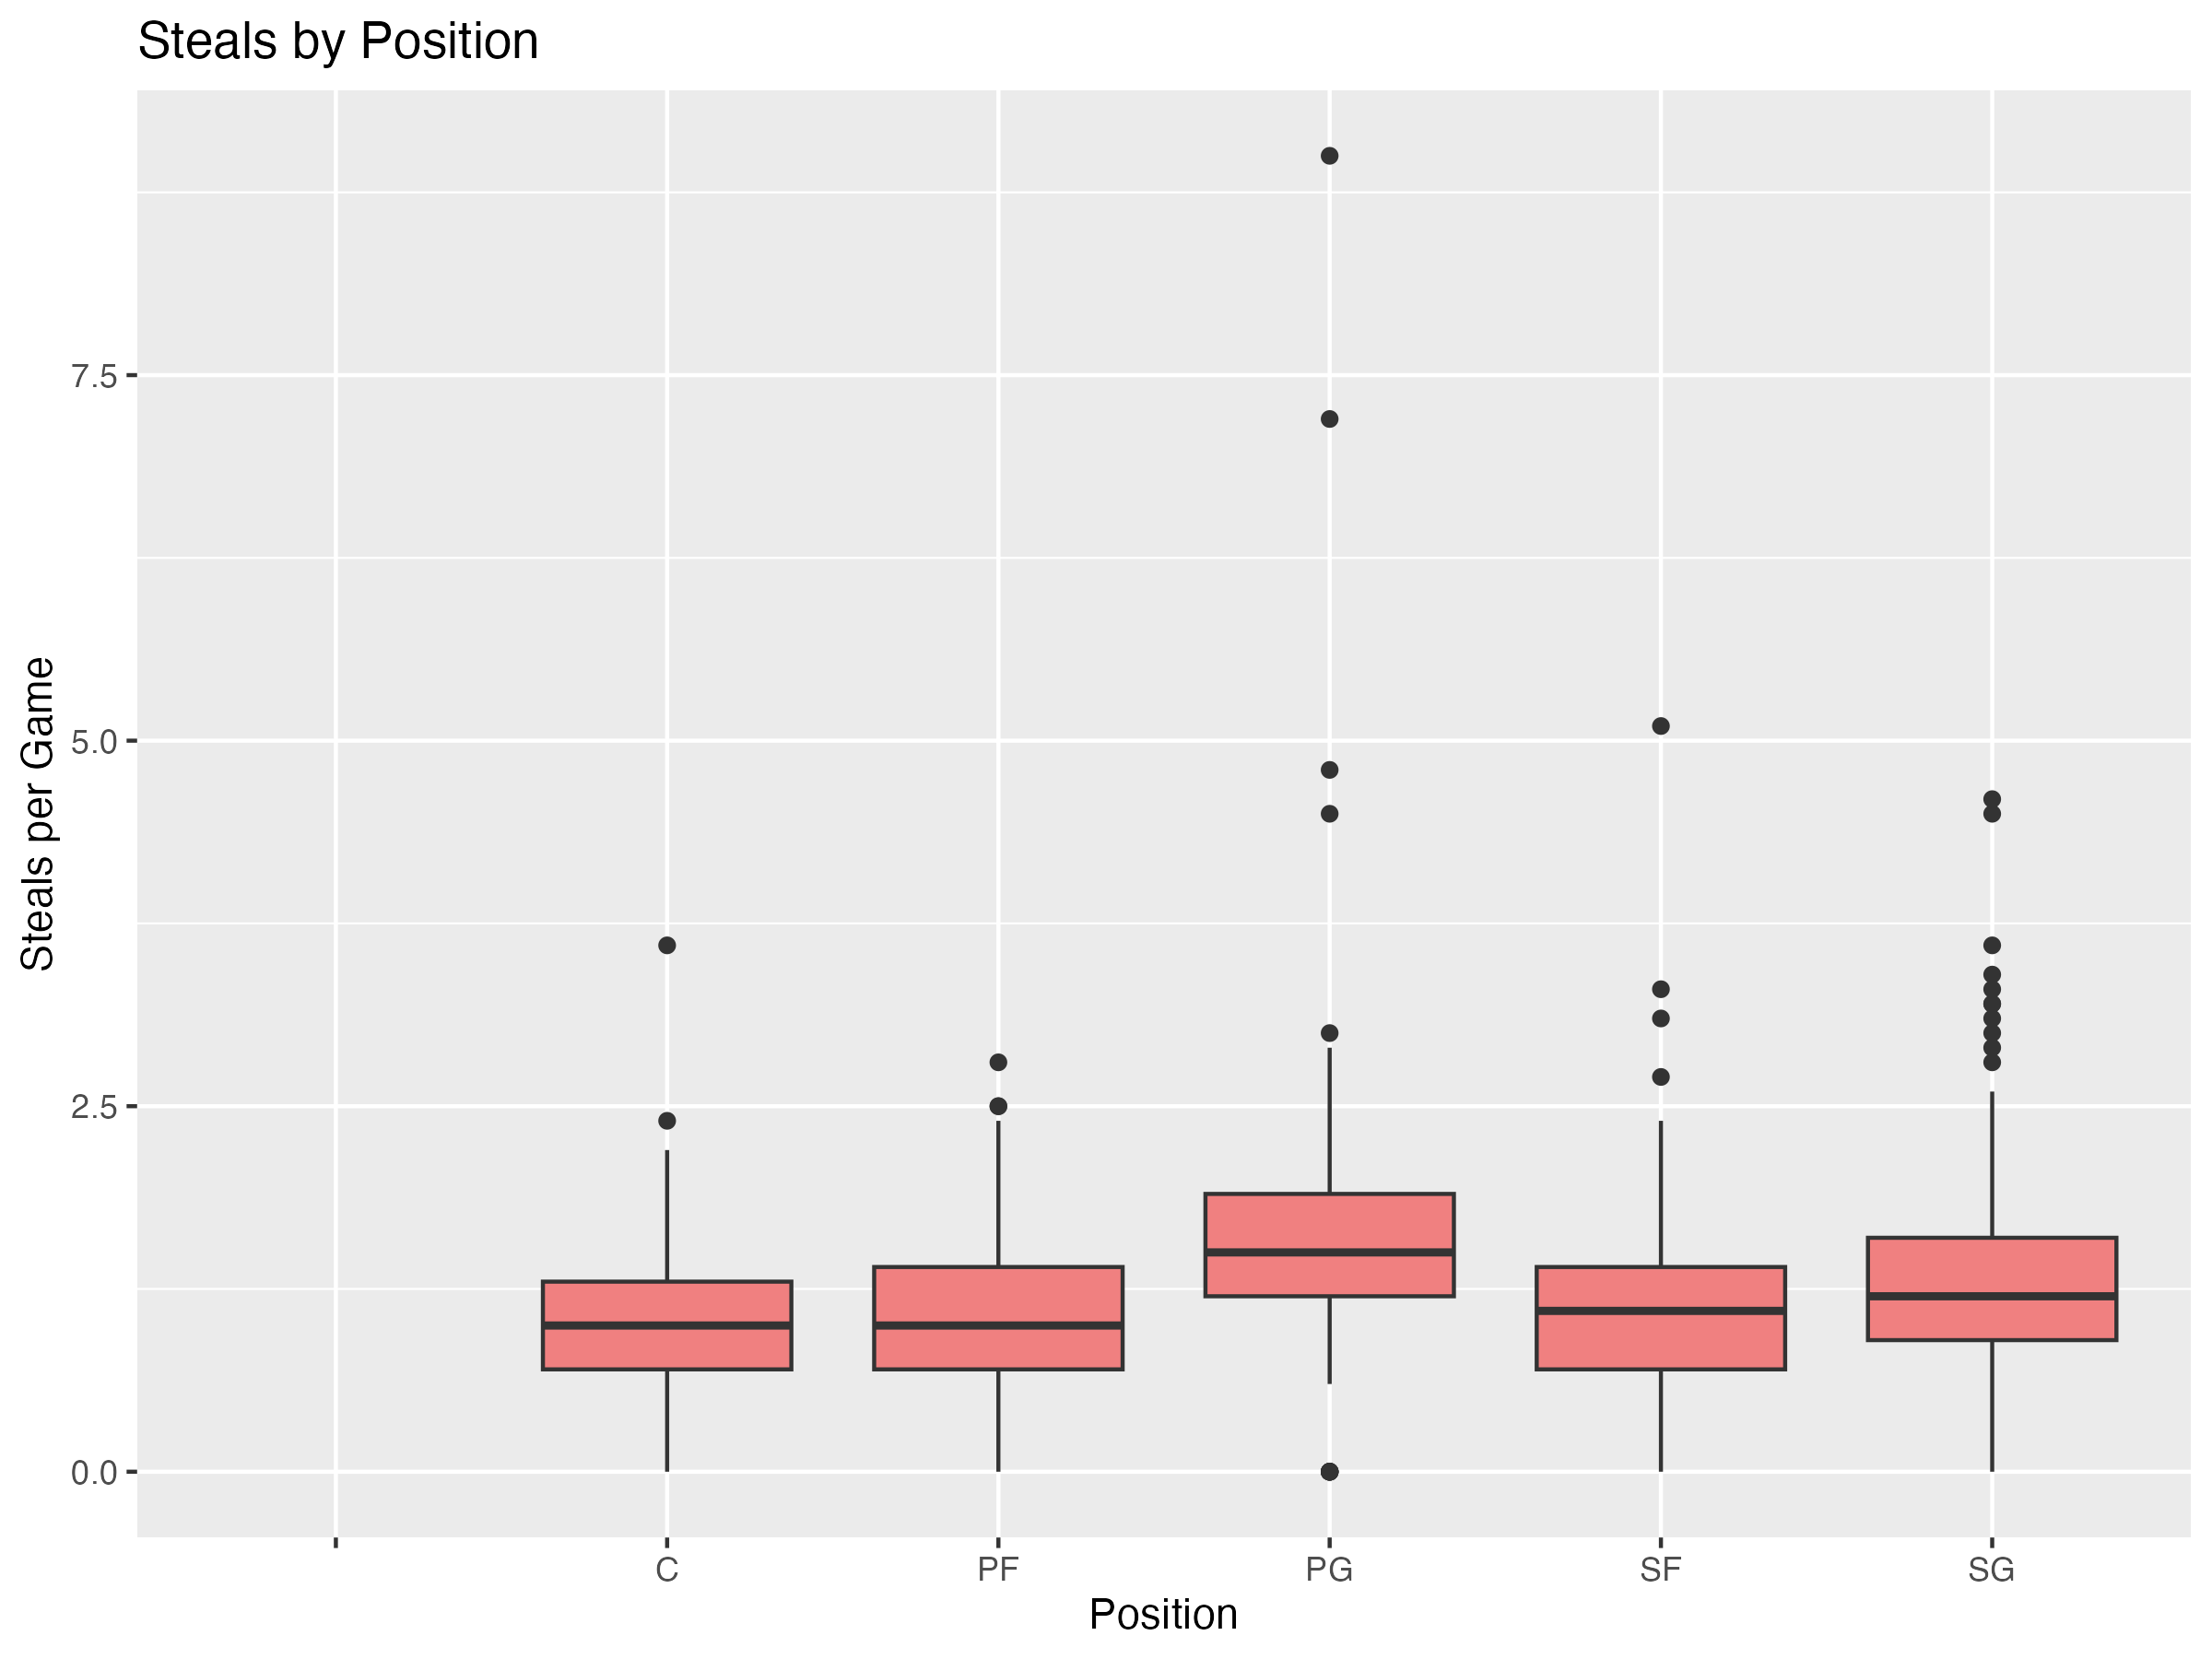 Steals by Position
Steals per Game
7.5
5.0
2.5
0.0
C
PF
PG
SF
SG
Position